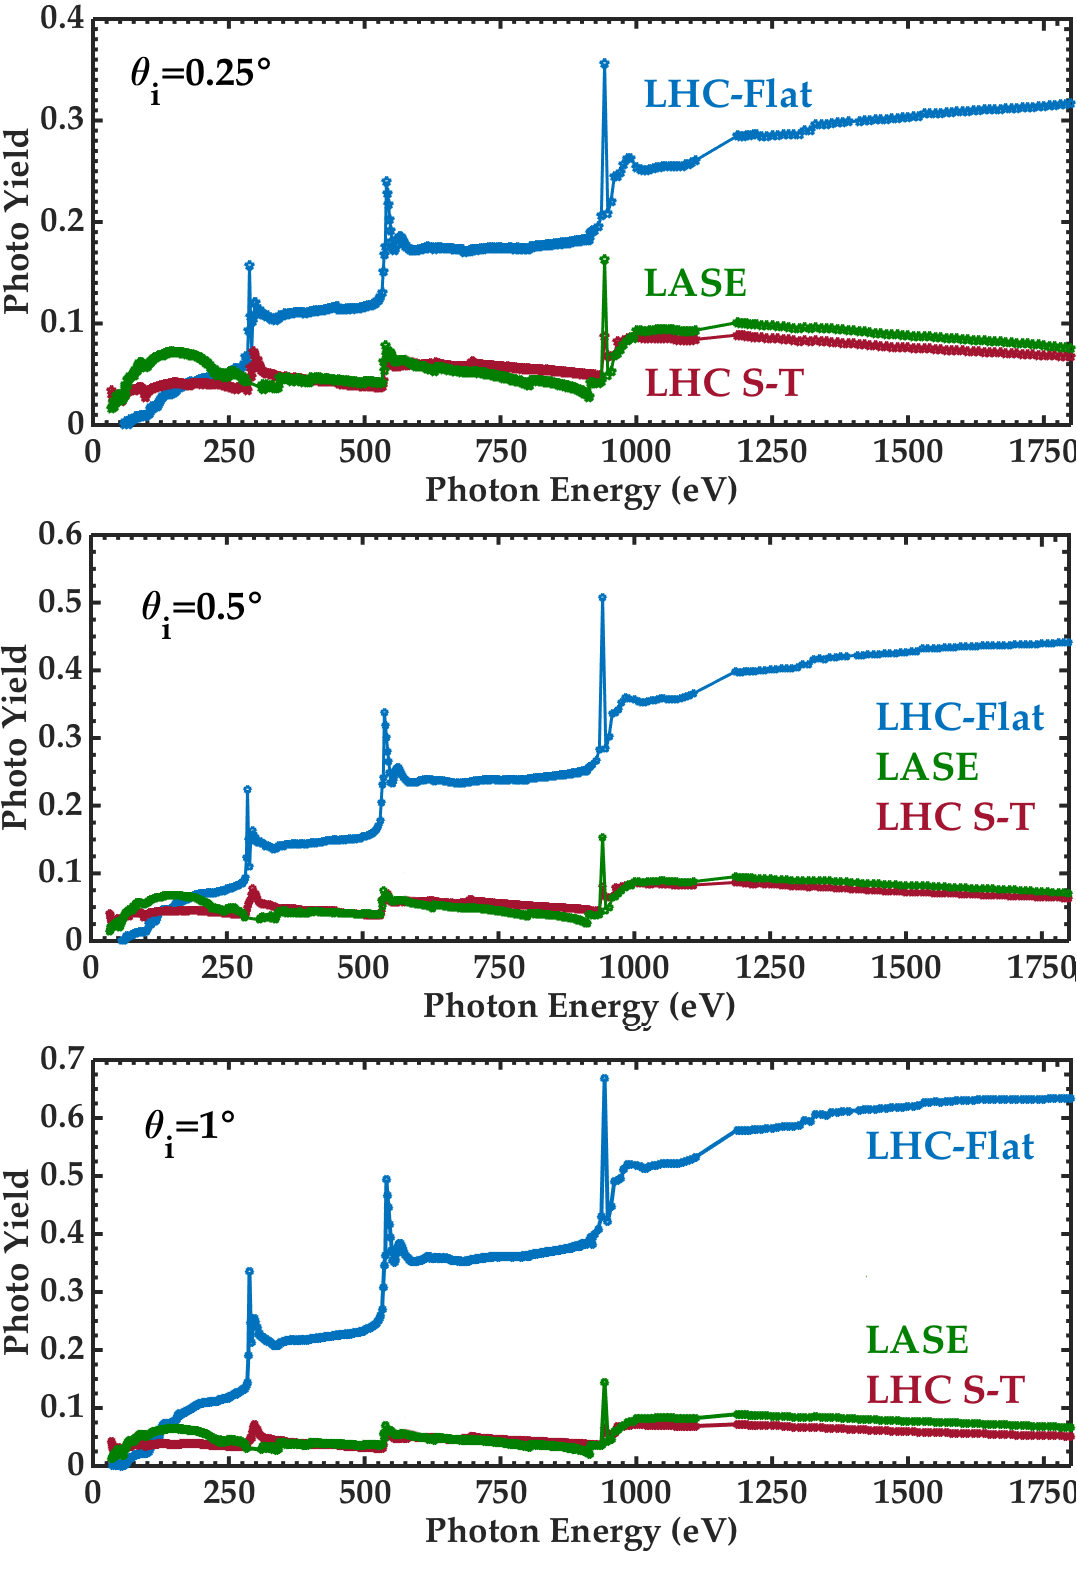 0.4
θi=0.25°
LHC-Flat
0.3
Photo Yield
0.2
LASE
0.1
LHC S-T
0
0 250 500 750 1000 1250 1500 1750
Photon Energy (eV)
0.6
θi=0.5°
0.5
0.4
Photo Yield
LHC-Flat
0.3
LASE
0.2
LHC S-T
0.1
0
0 250 500 750 1000 1250 1500 1750
Photon Energy (eV)
0.7
θi=1°
0.6
LHC-Flat
0.5
Photo Yield
0.4
0.3
LASE
0.2
LHC S-T
0.1
0
0 250 500 750 1000 1250 1500 1750
Photon Energy (eV)